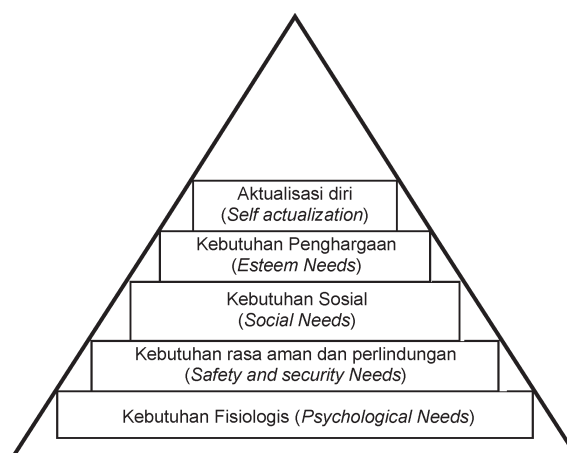 Aktualisasi diri
(Self actualization)
Kebutuhan Penghargaan
(Esteem Needs)
Kebutuhan Sosial
(Social Needs)
Kebutuhan rasa aman dan perlindungan
(Safety and security Needs)
Kebutuhan Fisiologis (Psychological Needs)